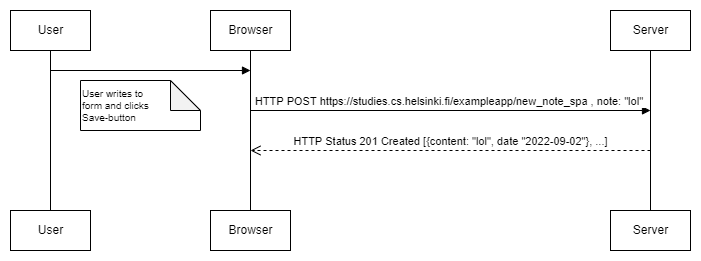 User
Browser
Server
User writes to
form and clicks
Save-button
HTTP POST https://studies.cs.helsinki.fi/exampleapp/new_note_spa , note: "lol"
HTTP Status 201 Created [{content: "lol", date "2022-09-02"}, ...]
User
Browser
Server